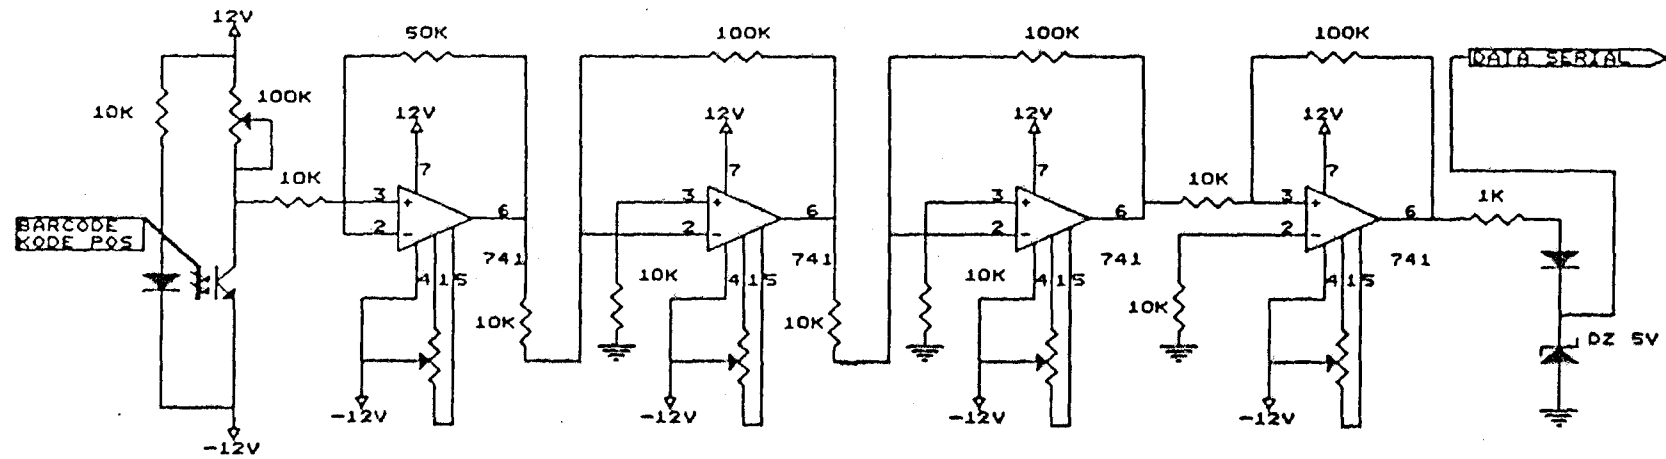 12V
50K
100K
100K
100K
DATA SERIAL
10K
100K
12V
12V
12V
12V
7
7
7
7
10K
3
2
6
3
2
6
3
2
6
10K
3
2
6
1K
BARCODE
KODE POS
741
741
741
741
4 1 5
4 1 5
4 1 5
4 1 5
10K
10K
10K
10K
10K
DZ 5V
-12V
-12V
-12V
-12V
-12V